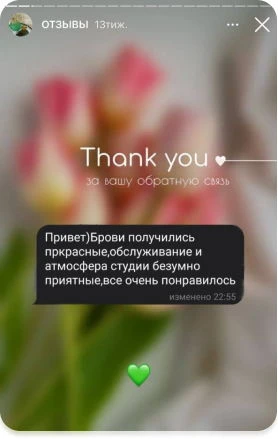 ОТЗЫВЫ 13тиж.
Thank you
за вашу обратную связь
Привет)Брови получились
пркрасные,обслуживание и
атмосфера студии безумно
приятные,все очень понравилось
изменено 22:55